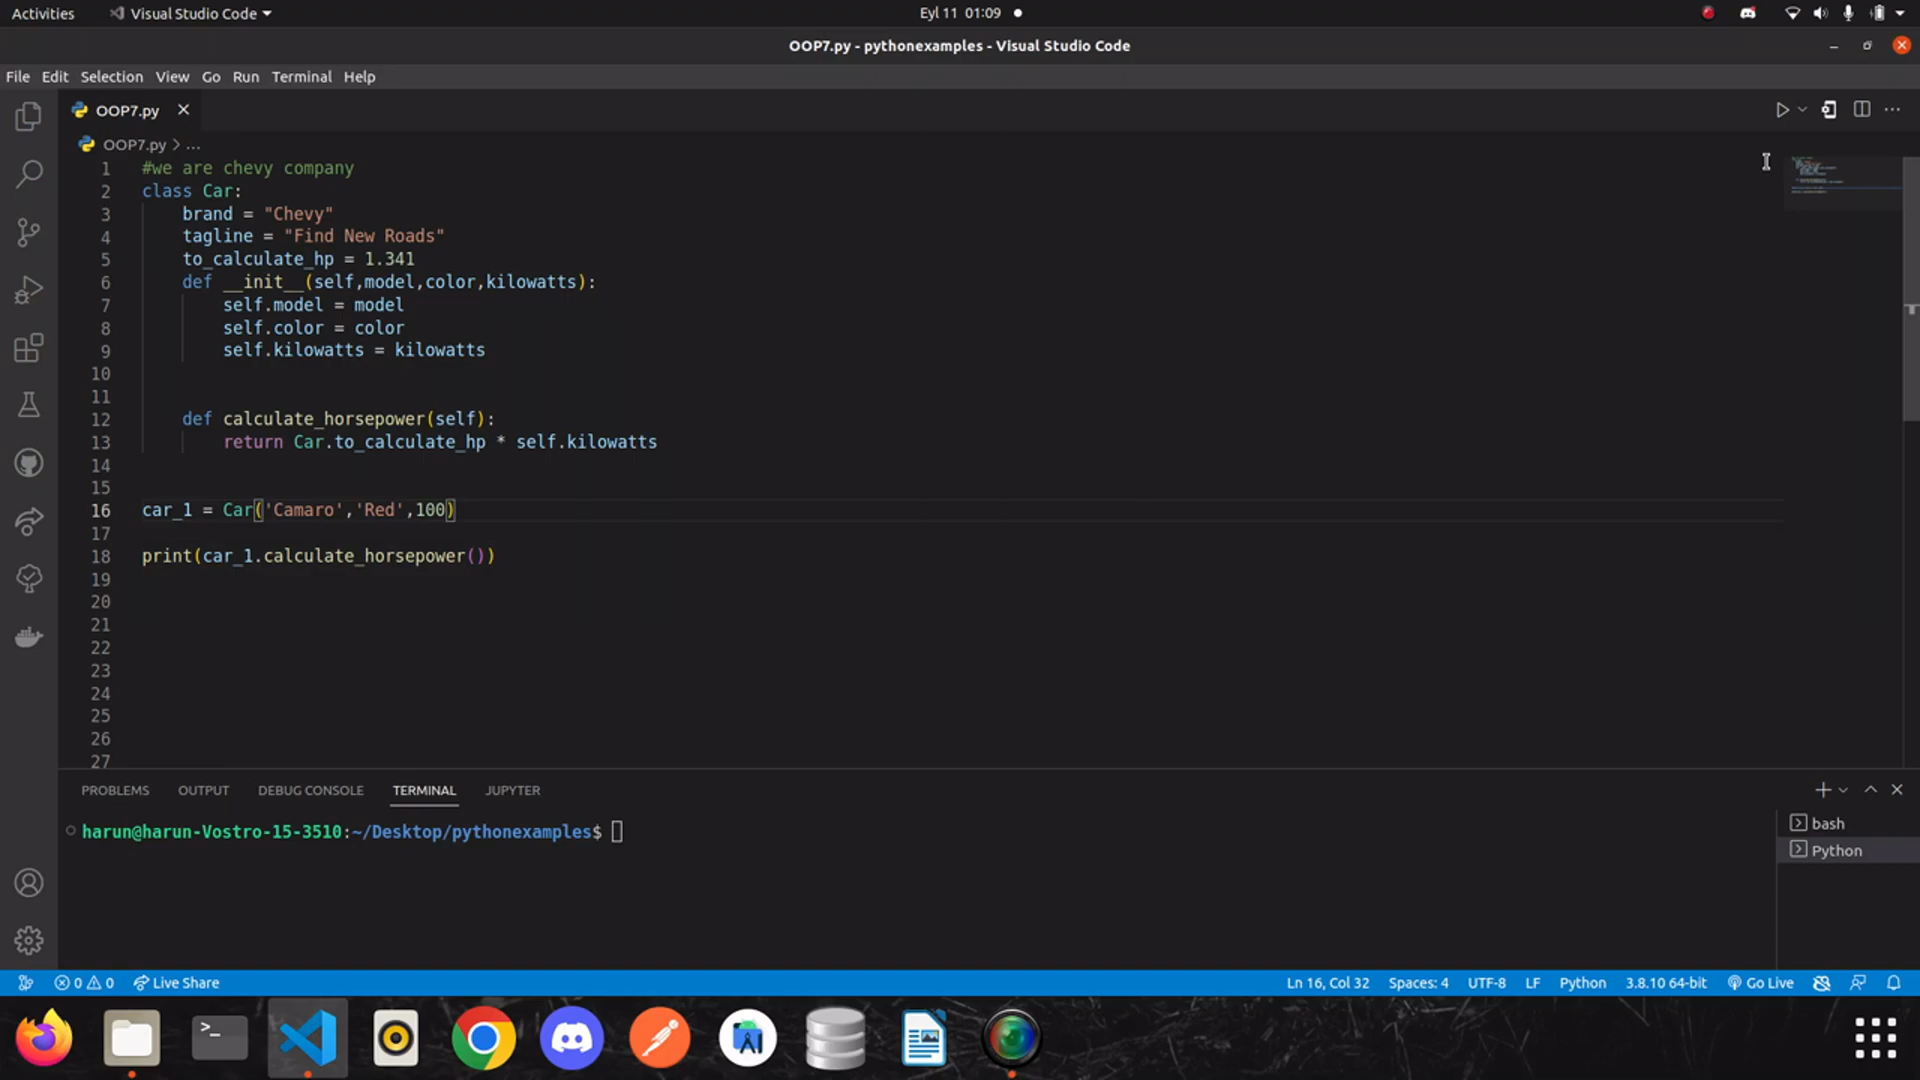 Activities Visual Studio Code Eyl 11 01:09
OOP7.py - pythonexamples - Visual Studio Code
File Edit Selection View Go Run Terminal Help
OOP7.py
OOP7.py > ...
1 #we are chevy company
2 class Car:
3 brand = "Chevy"
4 tagline = "Find New Roads"
5 to_calculate_hp = 1.341
6 def __init__(self,model,color,kilowatts):
7 self.model = model
8 self.color = color
9 self.kilowatts = kilowatts
10
11
12 def calculate_horsepower(self):
13 return Car.to_calculate_hp * self.kilowatts
14
15
16 car_1 = Car('Camaro','Red',100)
17
18 print(car_1.calculate_horsepower())
19
20
21
22
23
24
25
26
27
PROBLEMS OUTPUT DEBUG CONSOLE TERMINAL JUPYTER
harun@harun-Vostro-15-3510:~/Desktop/pythonexamples$
bash
Python
0 0 Live Share Ln 16, Col 32 Spaces: 4 UTF-8 LF Python 3.8.10 64-bit Go Live